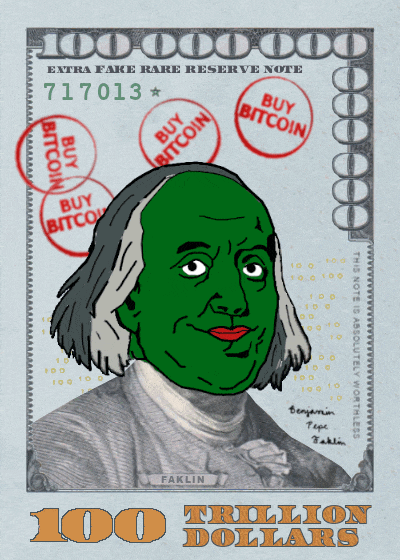 100 000 000
EXTRA FAKE RARE RESERVE NOTE
717013*
BUY
BITCOIN
BUY
BITCOIN
BUY
BITCOIN
BUY
BITCOIN
THIS NOTE IS ABSOLUTELY WORTHLESS
Benjamin
Pepe
Faklin
FAKLIN
100 TRILLION
DOLLARS